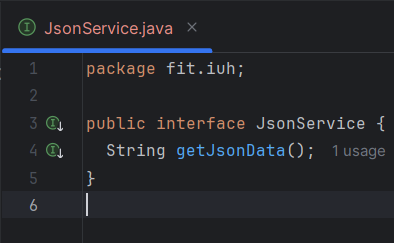 JsonService.java
1 package fit.iuh;
2
3 public interface JsonService {
4 String getJsonData(); 1 usage
5 }
6